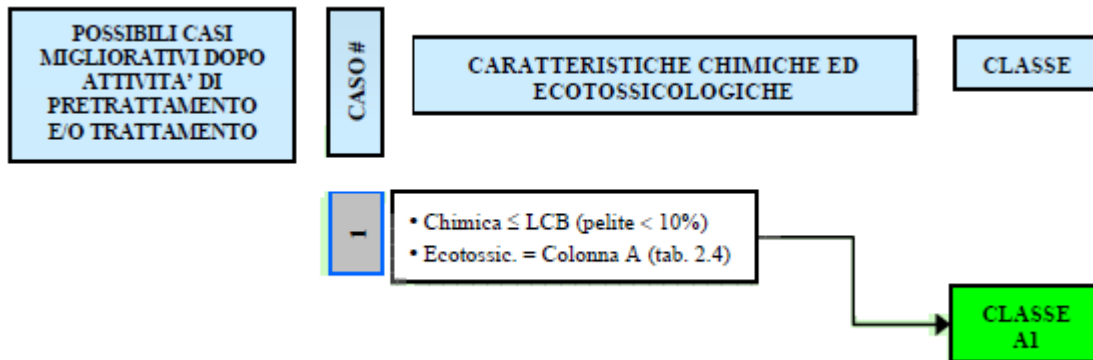 POSSIBILI CASI
MIGLIORATIVI DOPO
ATTIVITA’ DI
PRETRATTAMENTO
E/O TRATTAMENTO
CASO #
CARATTERISTICHE CHIMICHE ED
ECOTOSSICOLOGICHE
CLASSE
1
• Chimica ≤ LCB (pelite < 10%)
• Ecotossic. = Colonna A (tab. 2.4)
CLASSE
A1